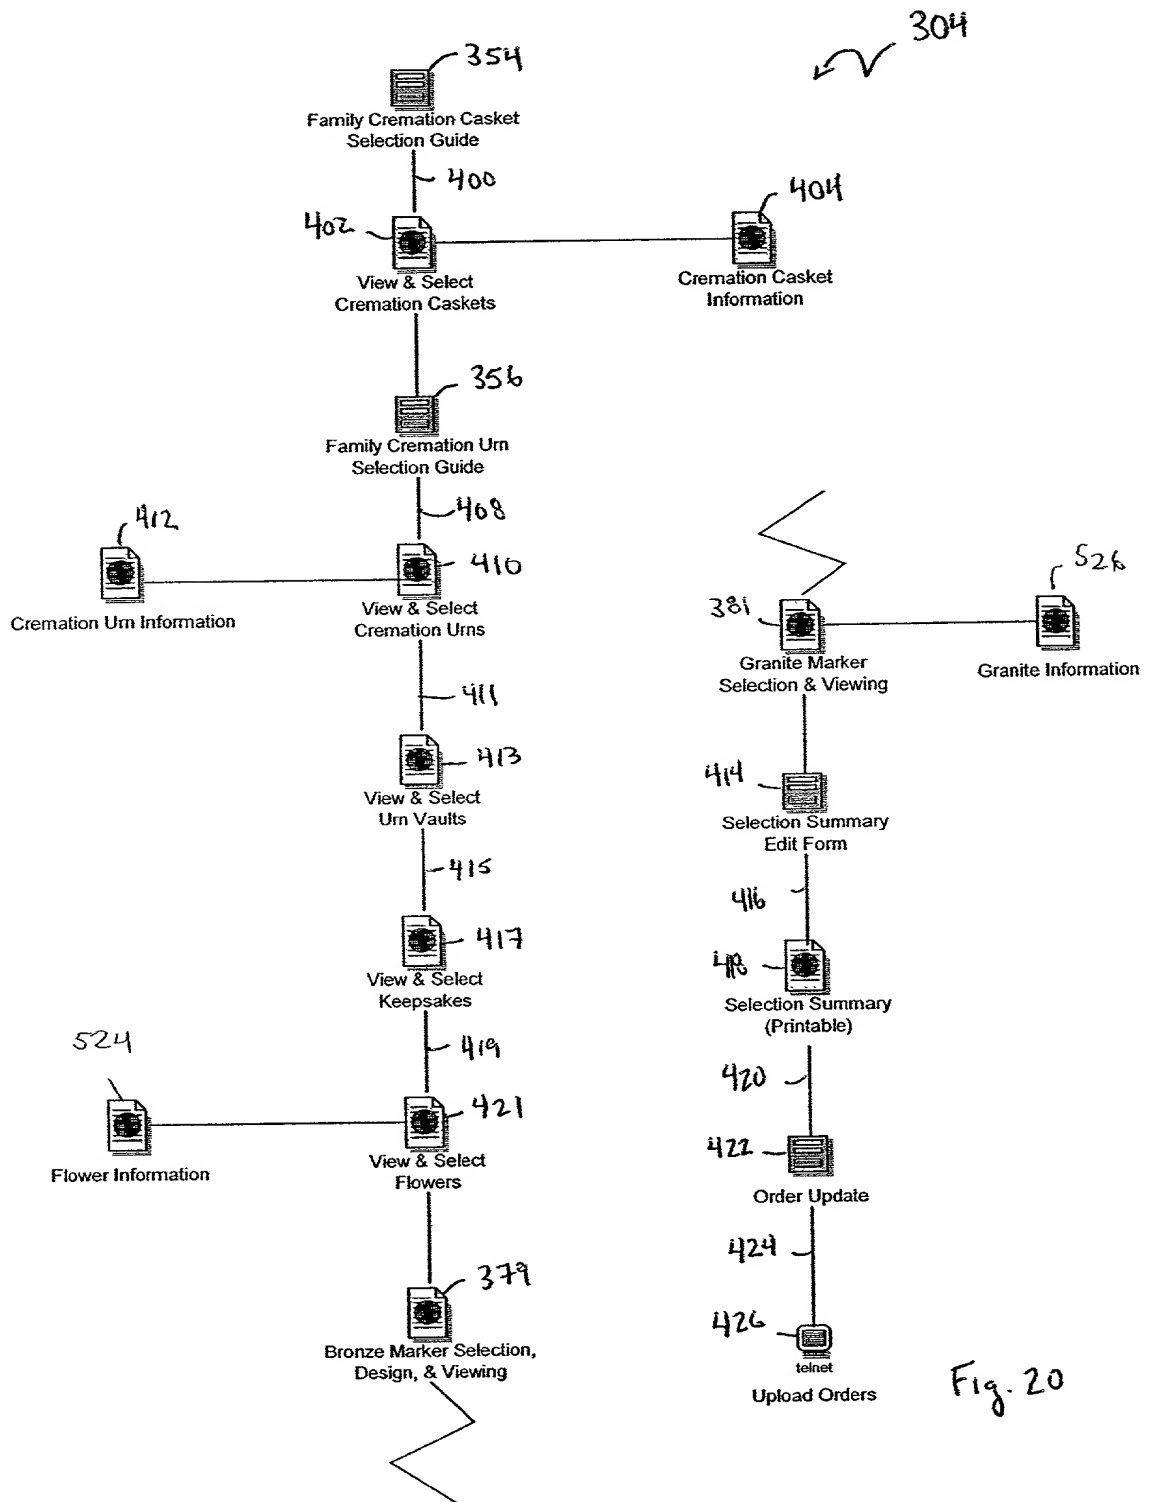 304
354
Family Cremation Casket
Selection Guide
400
402
404
View & Select
Cremation Caskets
Cremation Casket
Information
356
Family Cremation Urn
Selection Guide
408
412
410
Cremation Urn Information
View & Select
Cremation Urns
411
413
View & Select
Urn Vaults
415
417
View & Select
Keepsakes
419
524
421
Flower Information
View & Select
Flowers
379
Bronze Marker Selection,
Design, & Viewing
381
526
Granite Marker
Selection & Viewing
Granite Information
414
Selection Summary
Edit Form
416
418
Selection Summary
(Printable)
420
422
Order Update
424
426
telnet
Upload Orders
Fig. 20